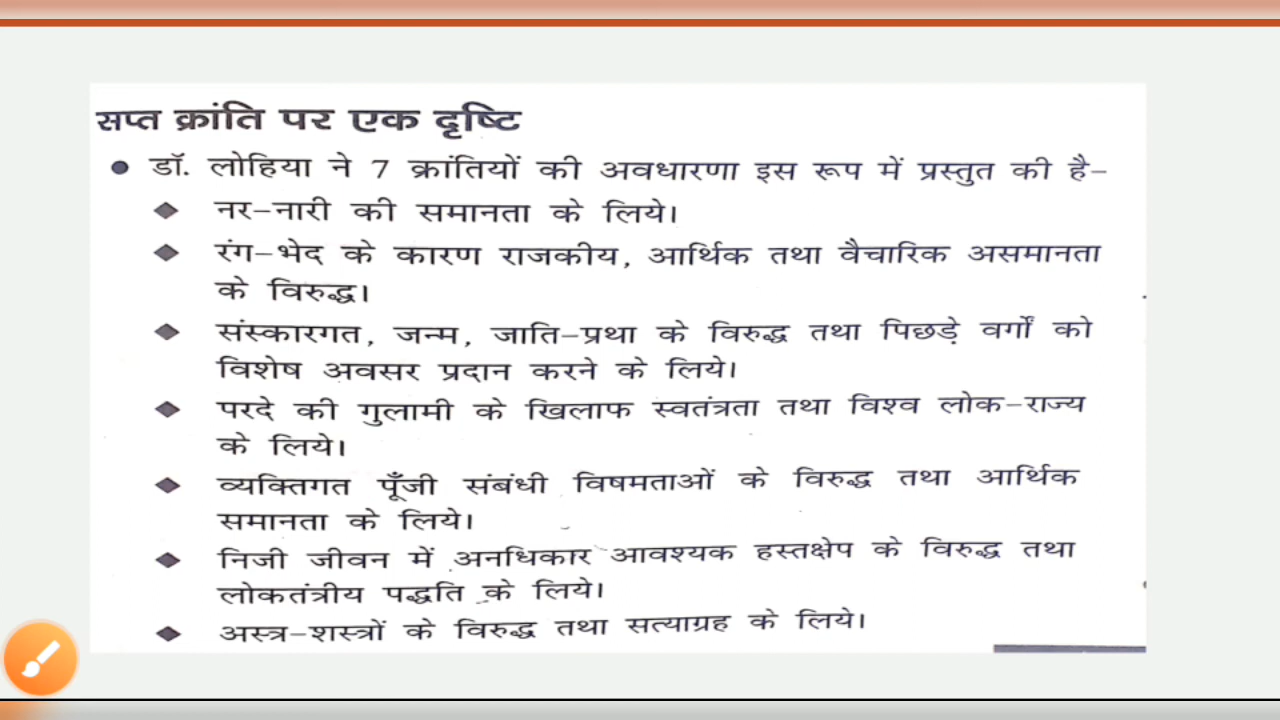 सप्त क्रांति पर एक दृष्टि
● डॉ. लोहिया ने 7 क्रांतियों की अवधारणा इस रूप में प्रस्तुत की है–
◆ नर–नारी की समानता के लिये।
◆ रंग–भेद के कारण राजकीय, आर्थिक तथा वैचारिक असमानता
के विरुद्ध।
◆ संस्कारगत, जन्म, जाति–प्रथा के विरुद्ध तथा पिछड़े वर्गों को
विशेष अवसर प्रदान करने के लिये।
◆ परदे की गुलामी के खिलाफ स्वतंत्रता तथा विश्व लोक–राज्य
के लिये।
◆ व्यक्तिगत पूँजी संबंधी विषमताओं के विरुद्ध तथा आर्थिक
समानता के लिये।
◆ निजी जीवन में अनधिकार आवश्यक हस्तक्षेप के विरुद्ध तथा
लोकतंत्रीय पद्धति के लिये।
◆ अस्त्र–शस्त्रों के विरुद्ध तथा सत्याग्रह के लिये।